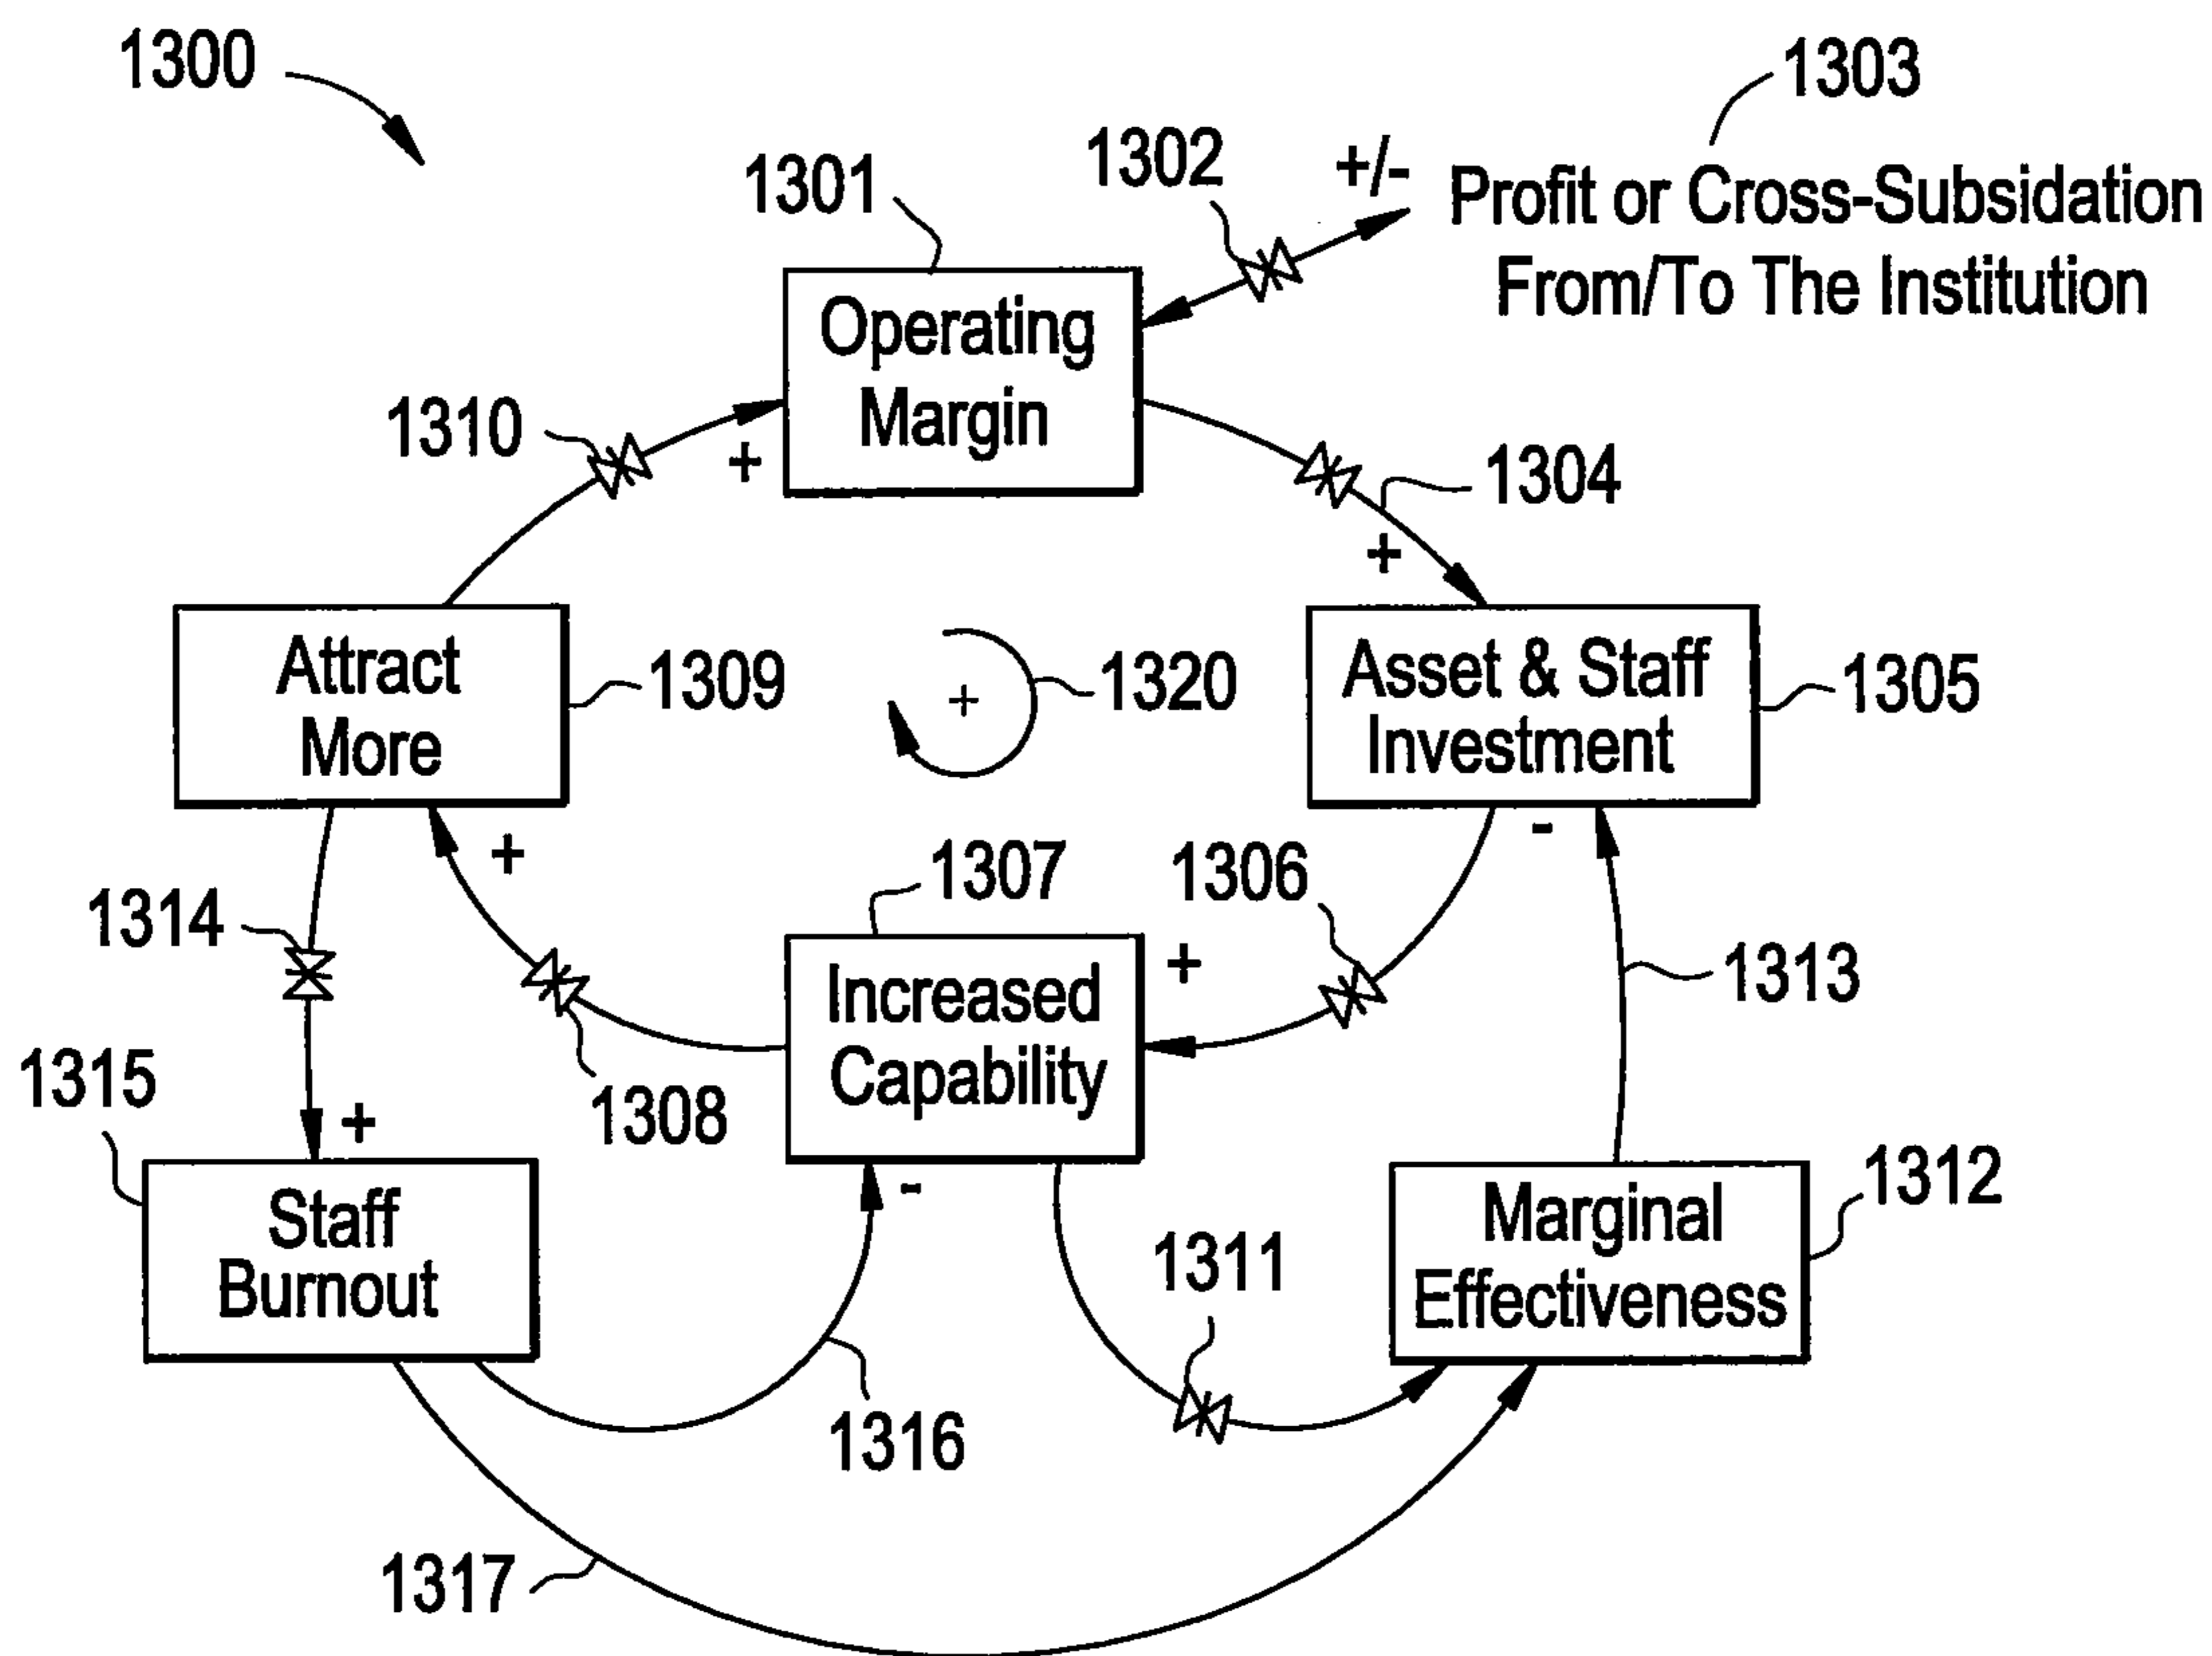 1300
1303
1302
+/-
Profit or Cross-Subsidation
From/To The Institution
1301
Operating
Margin
1310
+
1304
+
Attract
More
1309
+
1320
Asset & Staff
Investment
1305
+
-
1307
1306
1314
Increased
Capability
+
1313
1315
+
1308
Staff
Burnout
-
1311
Marginal
Effectiveness
1312
1316
1317